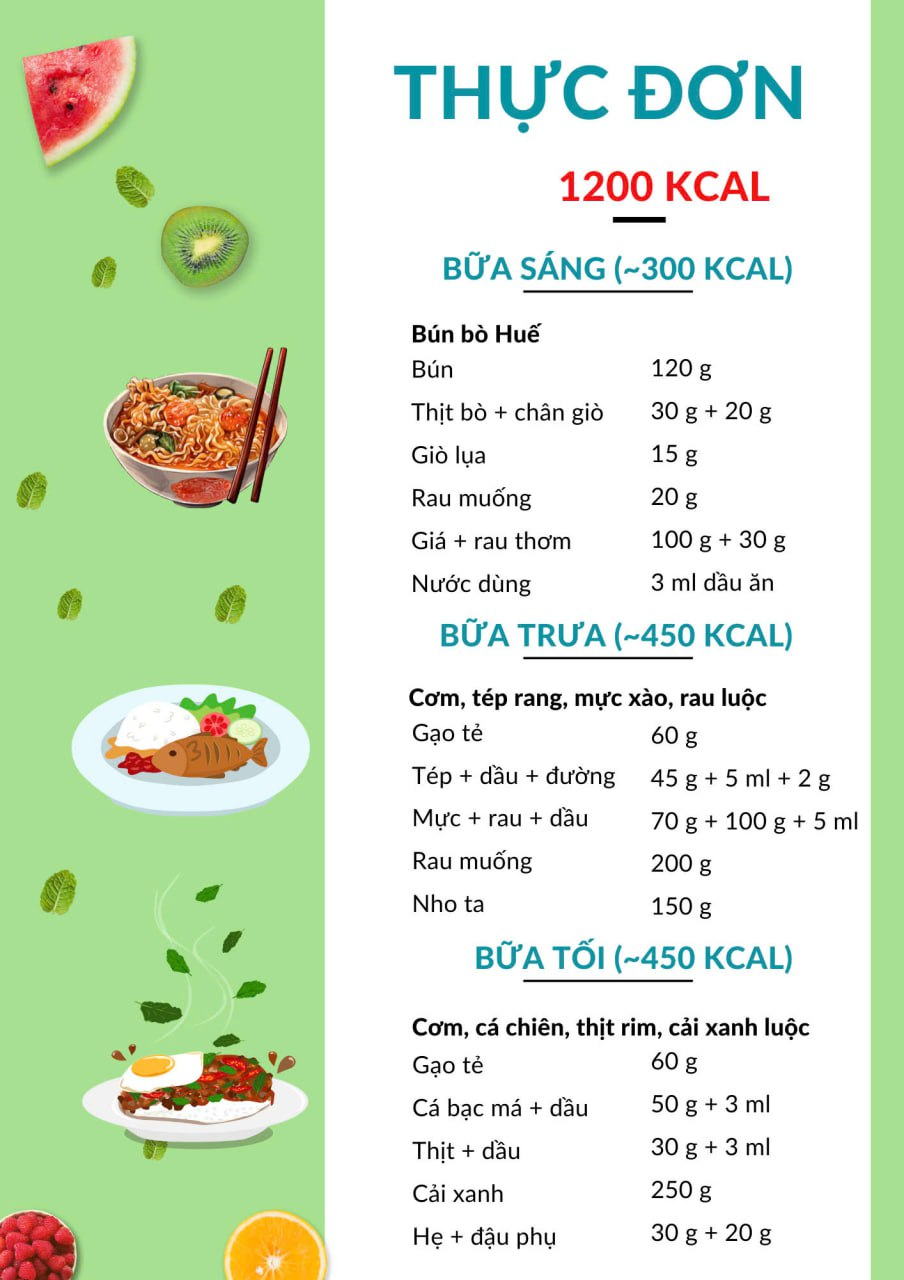 THỰC ĐƠN
1200 KCAL
BỮA SÁNG (~300 KCAL)
Bún bò Huế
Bún 120 g
Thịt bò + chân giò 30 g + 20 g
Giò lụa 15 g
Rau muống 20 g
Giá + rau thơm 100 g + 30 g
Nước dùng 3 ml dầu ăn
BỮA TRƯA (~450 KCAL)
Cơm, tép rang, mực xào, rau luộc
Gạo tẻ 60 g
Tép + dầu + đường 45 g + 5 ml + 2 g
Mực + rau + dầu 70 g + 100 g + 5 ml
Rau muống 200 g
Nho ta 150 g
BỮA TỐI (~450 KCAL)
Cơm, cá chiên, thịt rim, cải xanh luộc
Gạo tẻ 60 g
Cá bạc má + dầu 50 g + 3 ml
Thịt + dầu 30 g + 3 ml
Cải xanh 250 g
Hẹ + đậu phụ 30 g + 20 g